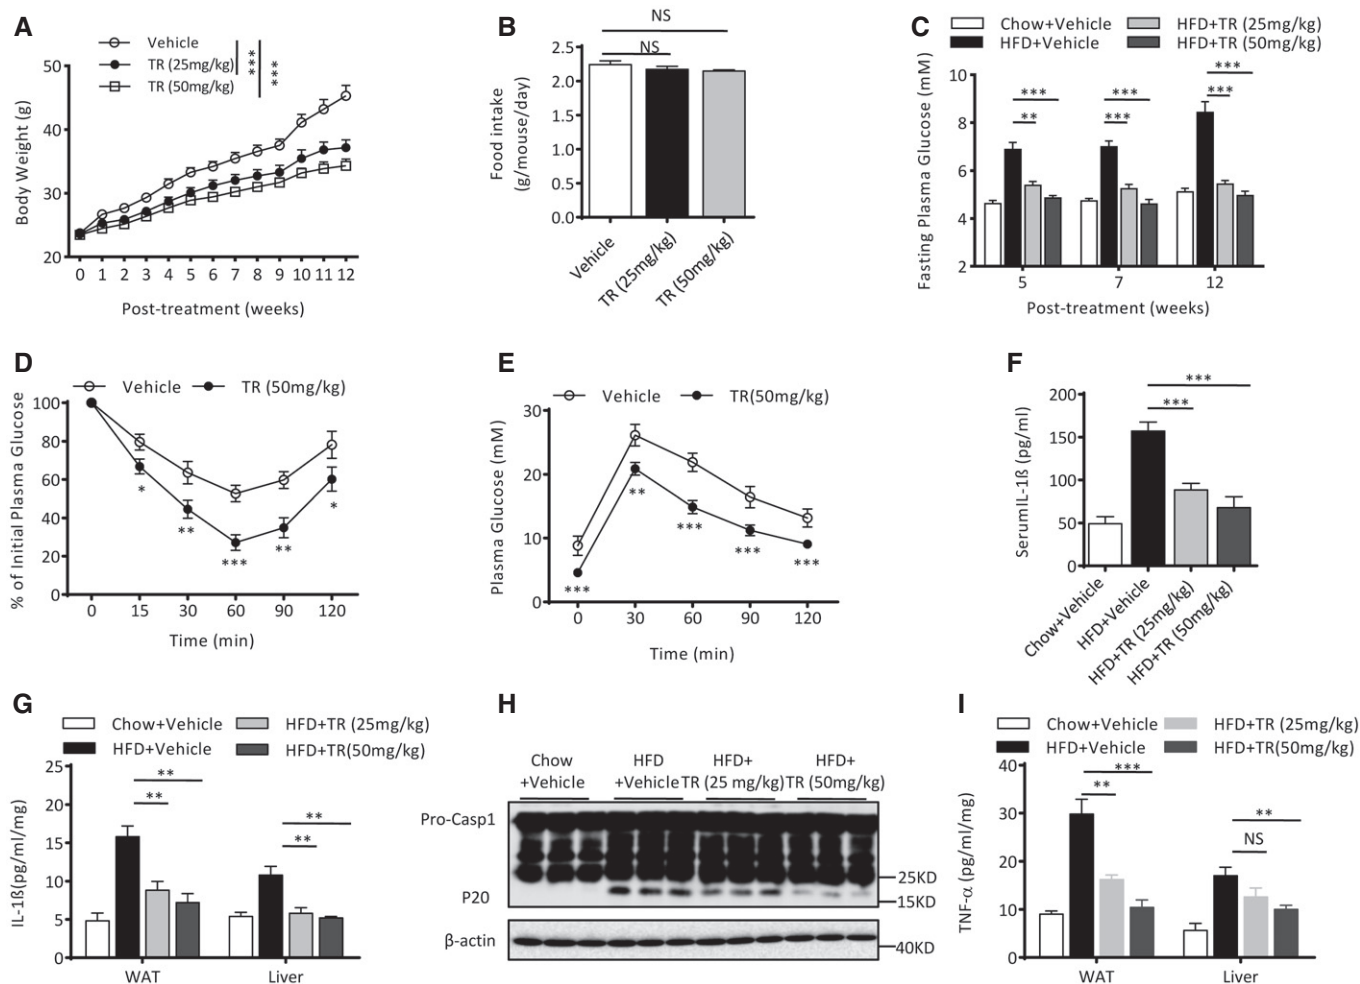 A
Vehicle
TR (25mg/kg)
TR (50mg/kg)
***
***
Body Weight (g)
50
40
30
20
0 1 2 3 4 5 6 7 8 9 10 11 12
Post-treatment (weeks)
B
NS
NS
Food intake
(g/mouse/day)
2.5
2.0
1.5
1.0
0.5
0.0
Vehicle
TR (25mg/kg)
TR (50mg/kg)
C
Chow+Vehicle
HFD+TR (25mg/kg)
HFD+Vehicle
HFD+TR (50mg/kg)
Fasting Plasma Glucose (mM)
10
8
6
4
2
***
**
***
***
***
***
5 7 12
Post-treatment (weeks)
D
Vehicle
TR (50mg/kg)
% of Initial Plasma Glucose
100
80
60
40
20
0
*
**
***
**
*
0 15 30 60 90 120
Time (min)
E
Vehicle
TR(50mg/kg)
Plasma Glucose (mM)
30
20
10
0
***
**
***
***
***
0 30 60 90 120
Time (min)
F
SerumIL-1ß (pg/ml)
200
150
100
50
0
***
***
Chow+Vehicle
HFD+Vehicle
HFD+TR (25mg/kg)
HFD+TR (50mg/kg)
G
Chow+Vehicle
HFD+TR (25mg/kg)
HFD+Vehicle
HFD+TR(50mg/kg)
IL-1ß(pg/ml/mg)
25
20
15
10
5
0
**
**
**
**
WAT Liver
H
Chow
+Vehicle
HFD
+Vehicle
HFD+
TR (25 mg/kg)
HFD+
TR (50mg/kg)
Pro-Casp1
P20
25KD
15KD
β-actin
40KD
I
Chow+Vehicle
HFD+TR (25mg/kg)
HFD+Vehicle
HFD+TR(50mg/kg)
TNF-α (pg/ml/mg)
40
30
20
10
0
***
**
**
NS
WAT Liver